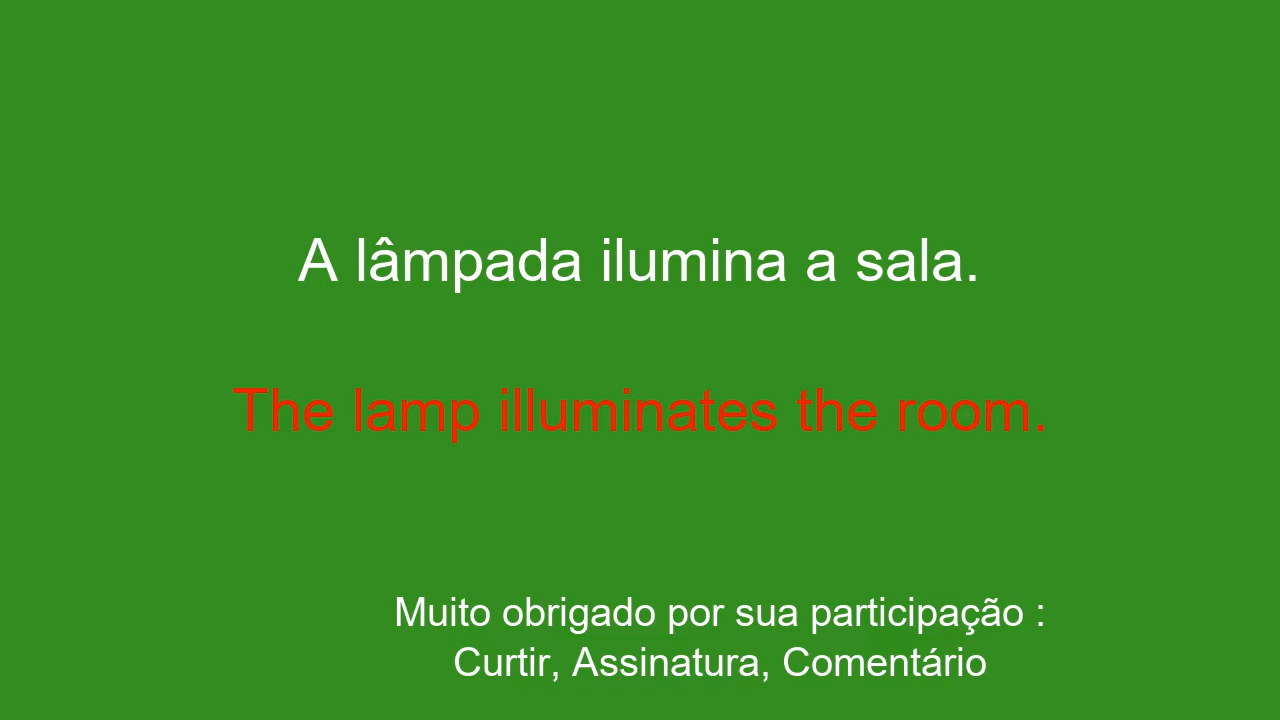 A lâmpada ilumina a sala.
The lamp illuminates the room.
Muito obrigado por sua participação :
Curtir, Assinatura, Comentário